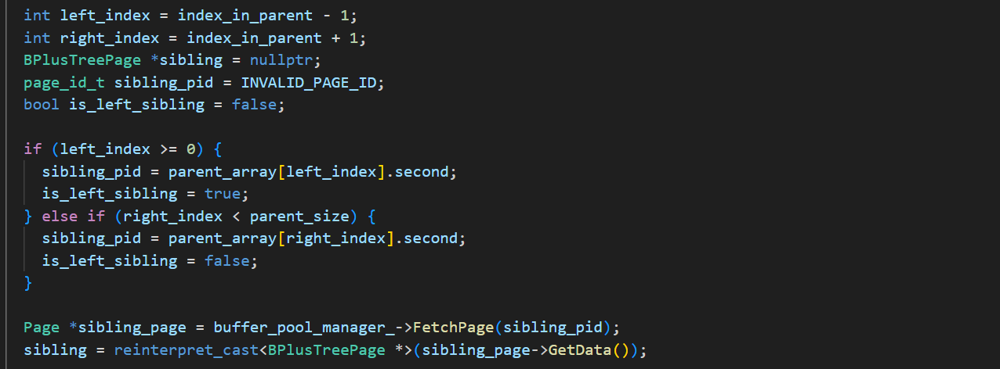 int left_index = index_in_parent - 1;
int right_index = index_in_parent + 1;
BPlusTreePage *sibling = nullptr;
page_id_t sibling_pid = INVALID_PAGE_ID;
bool is_left_sibling = false;

if (left_index >= 0) {
  sibling_pid = parent_array[left_index].second;
  is_left_sibling = true;
} else if (right_index < parent_size) {
  sibling_pid = parent_array[right_index].second;
  is_left_sibling = false;
}

Page *sibling_page = buffer_pool_manager_->FetchPage(sibling_pid);
sibling = reinterpret_cast<BPlusTreePage *>(sibling_page->GetData());